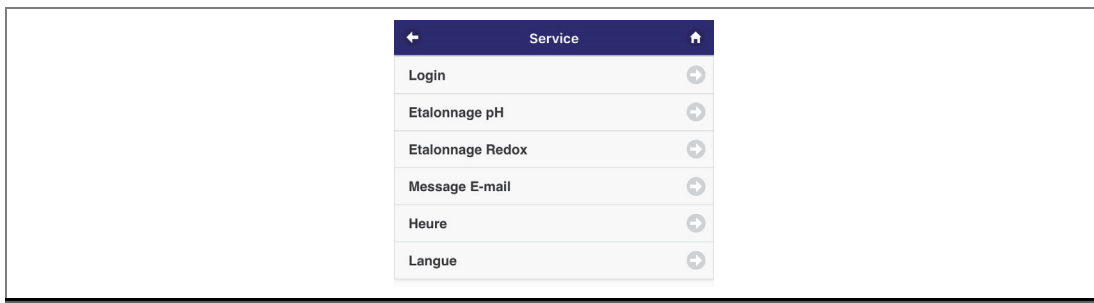 Service
Login
Etalonnage pH
Etalonnage Redox
Message E-mail
Heure
Langue